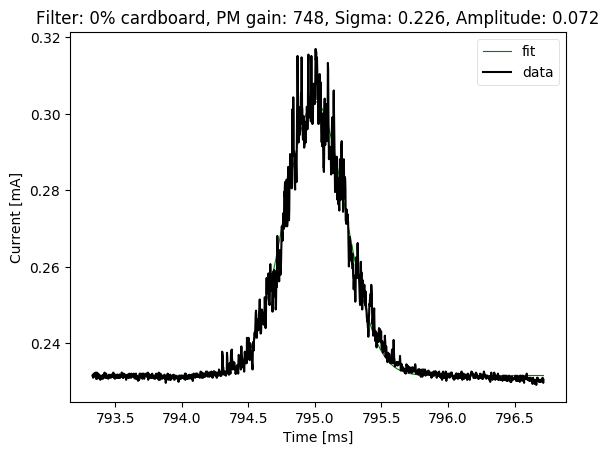 Filter: 0% cardboard, PM gain: 748, Sigma: 0.226, Amplitude: 0.072
fit
data
0.32
0.30
0.28
0.26
0.24
Current [mA]
793.5 794.0 794.5 795.0 795.5 796.0 796.5
Time [ms]